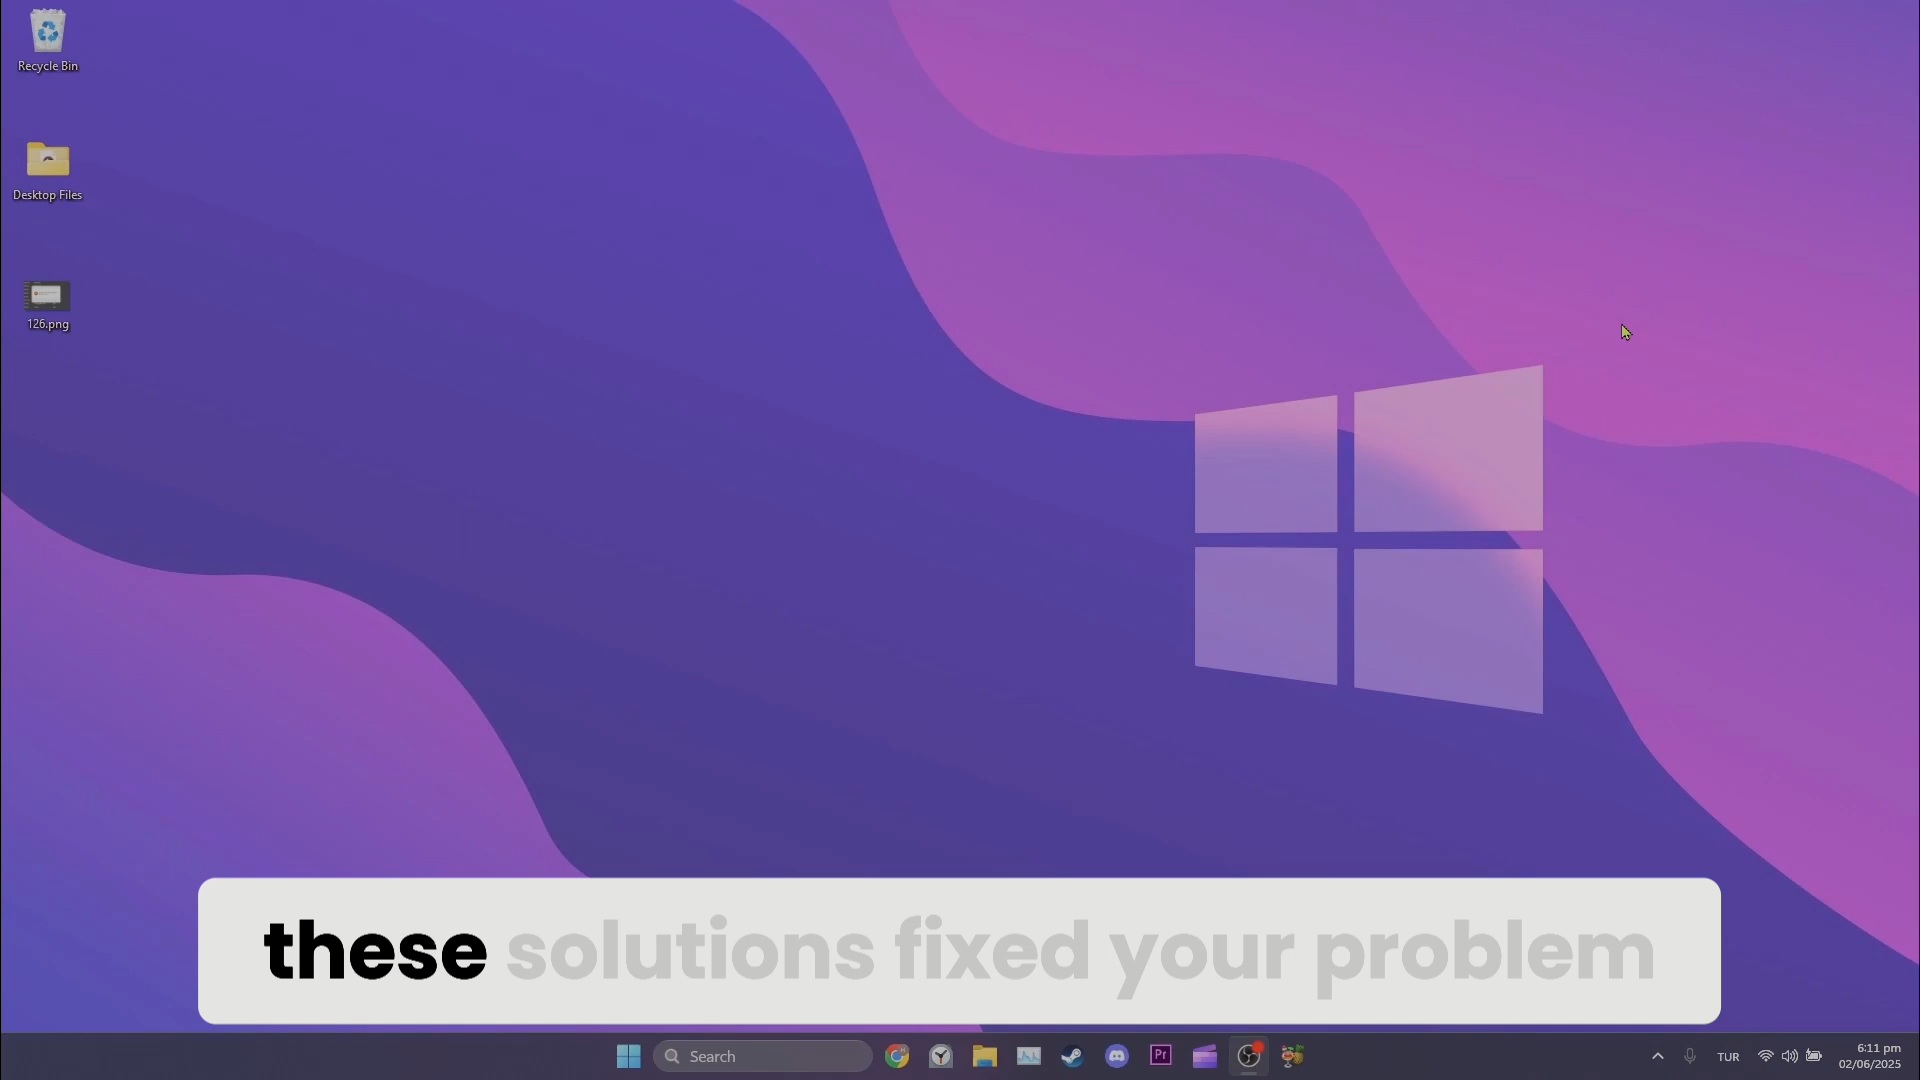 Recycle Bin
Desktop Files
126.png
these solutions fixed your problem
Search
Pr
TUR
6:11 pm
02/06/2025